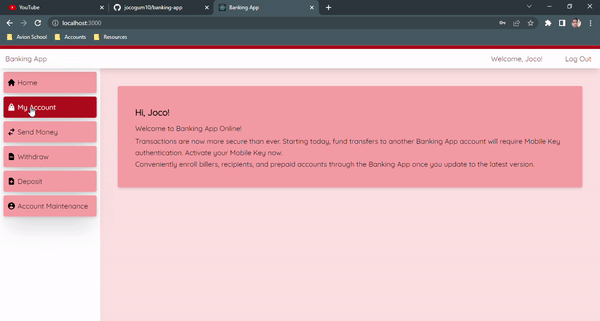 YouTube
jocogum10/banking-app
Banking App
localhost:3000
Avion School
Accounts
Resources
Banking App
Welcome, Joco!
Log Out
Home
My Account
Send Money
Withdraw
Deposit
Account Maintenance
Hi, Joco!
Welcome to Banking App Online!
Transactions are now more secure than ever. Starting today, fund transfers to another Banking App account will require Mobile Key
authentication. Activate your Mobile Key now.
Conveniently enroll billers, recipients, and prepaid accounts through the Banking App once you update to the latest version.